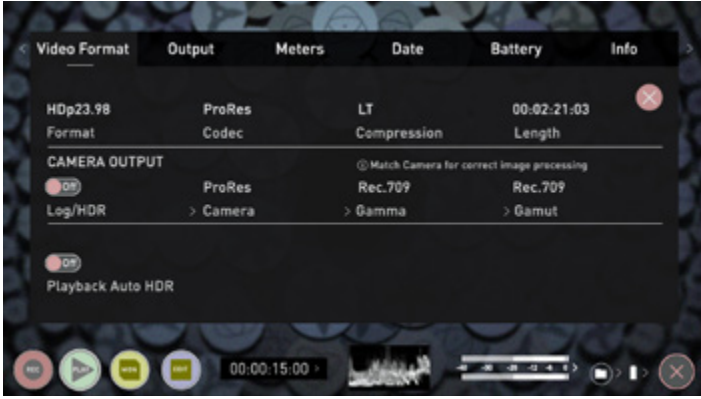 Video Format Output Meters Date Battery Info
HDp23.98 ProRes LT 00:02:21:03
Format Codec Compression Length
CAMERA OUTPUT ⓘMatch Camera for correct image processing
Off ProRes Rec.709 Rec.709
Log/HDR > Camera > Gamma > Gamut
Off
Playback Auto HDR
REC PLAY MON EDIT 00:00:15:00 >